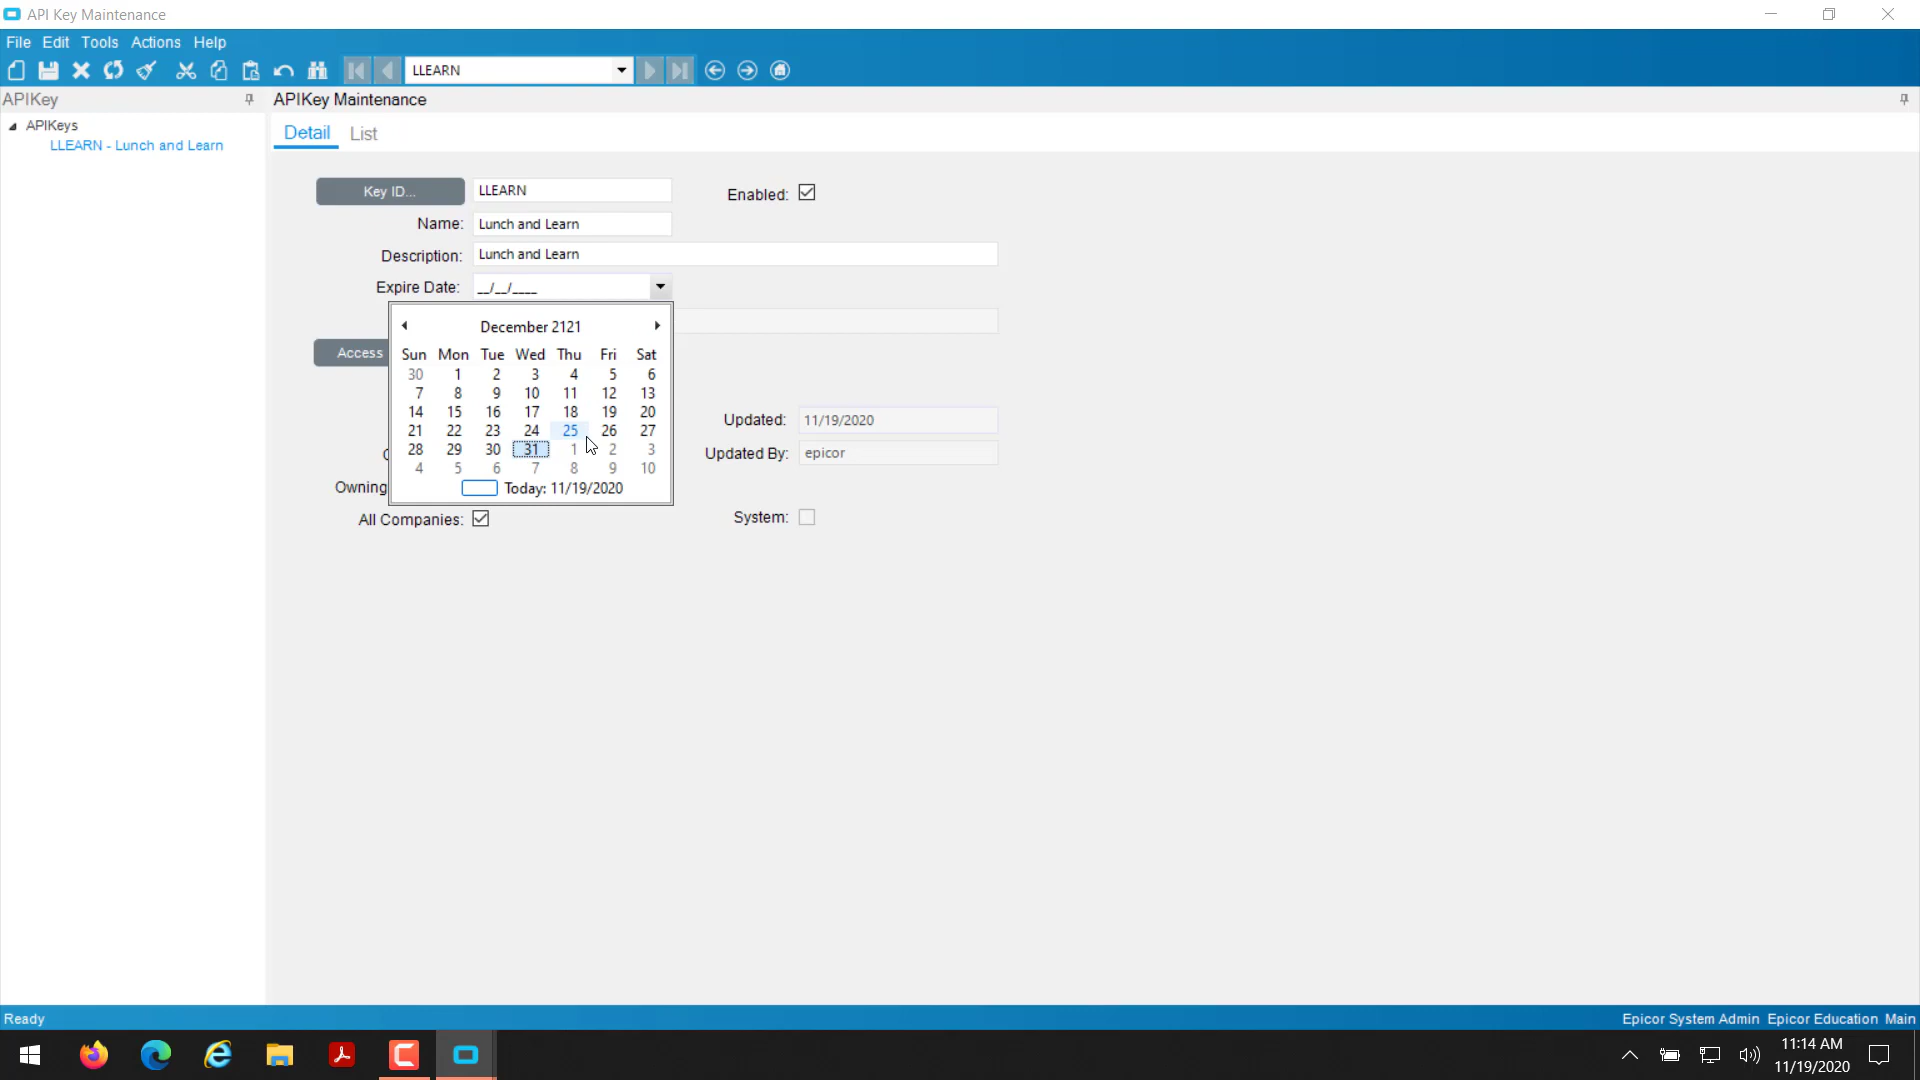 API Key Maintenance
File Edit Tools Actions Help
LLEARN
APIKey
APIKeys
LLEARN - Lunch and Learn
APIKey Maintenance
Detail List
Key ID... LLEARN Enabled:
Name: Lunch and Learn
Description: Lunch and Learn
Expire Date: __/__/____
December 2121
Sun Mon Tue Wed Thu Fri Sat
30 1 2 3 4 5 6
7 8 9 10 11 12 13
14 15 16 17 18 19 20
21 22 23 24 25 26 27
28 29 30 31 1 2 3
4 5 6 7 8 9 10
Today: 11/19/2020
Access
Updated: 11/19/2020
Updated By: epicor
Owning
All Companies: System:
Ready
Epicor System Admin Epicor Education Main
11:14 AM
11/19/2020